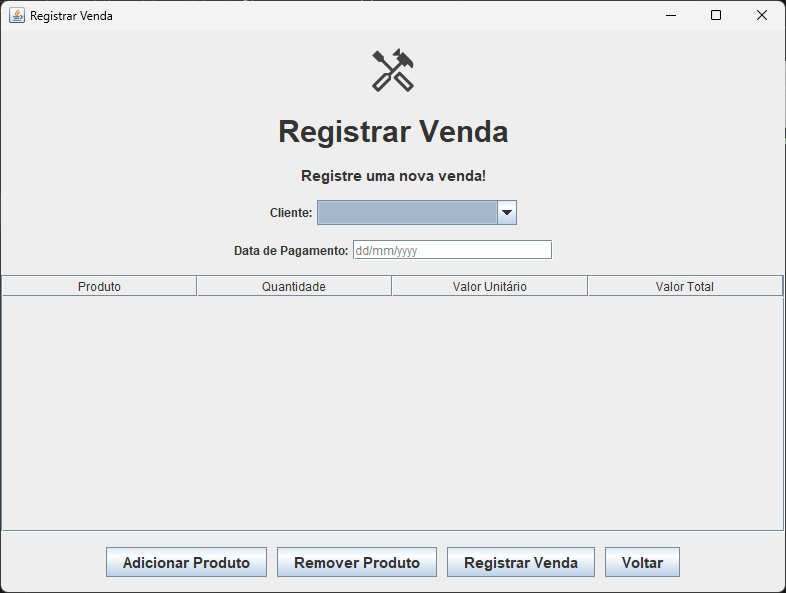 Registrar Venda
Registrar Venda
Registre uma nova venda!
Cliente:
Data de Pagamento: dd/mm/yyyy
Produto Quantidade Valor Unitário Valor Total
Adicionar Produto Remover Produto Registrar Venda Voltar